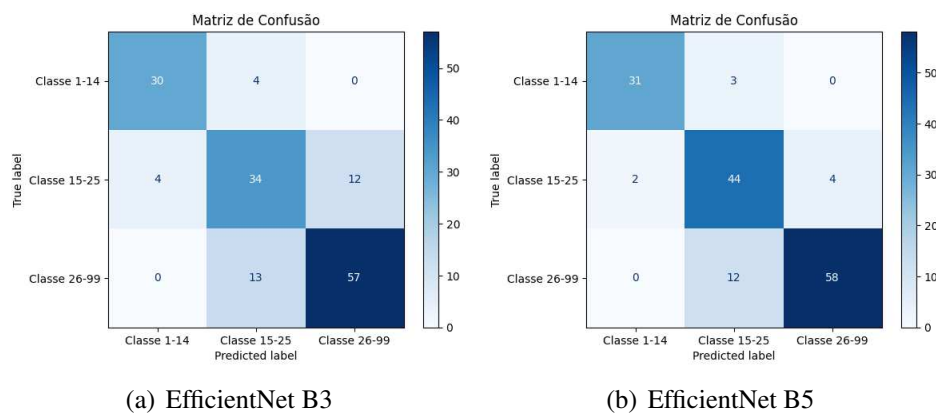 Matriz de Confusão
Classe 1-14
Classe 15-25
Classe 26-99
True label
30 4 0
4 34 12
0 13 57
Classe 1-14 Classe 15-25 Classe 26-99
Predicted label
50
40
30
20
10
0
(a) EfficientNet B3
Matriz de Confusão
Classe 1-14
Classe 15-25
Classe 26-99
True label
31 3 0
2 44 4
0 12 58
Classe 1-14 Classe 15-25 Classe 26-99
Predicted label
50
40
30
20
10
0
(b) EfficientNet B5